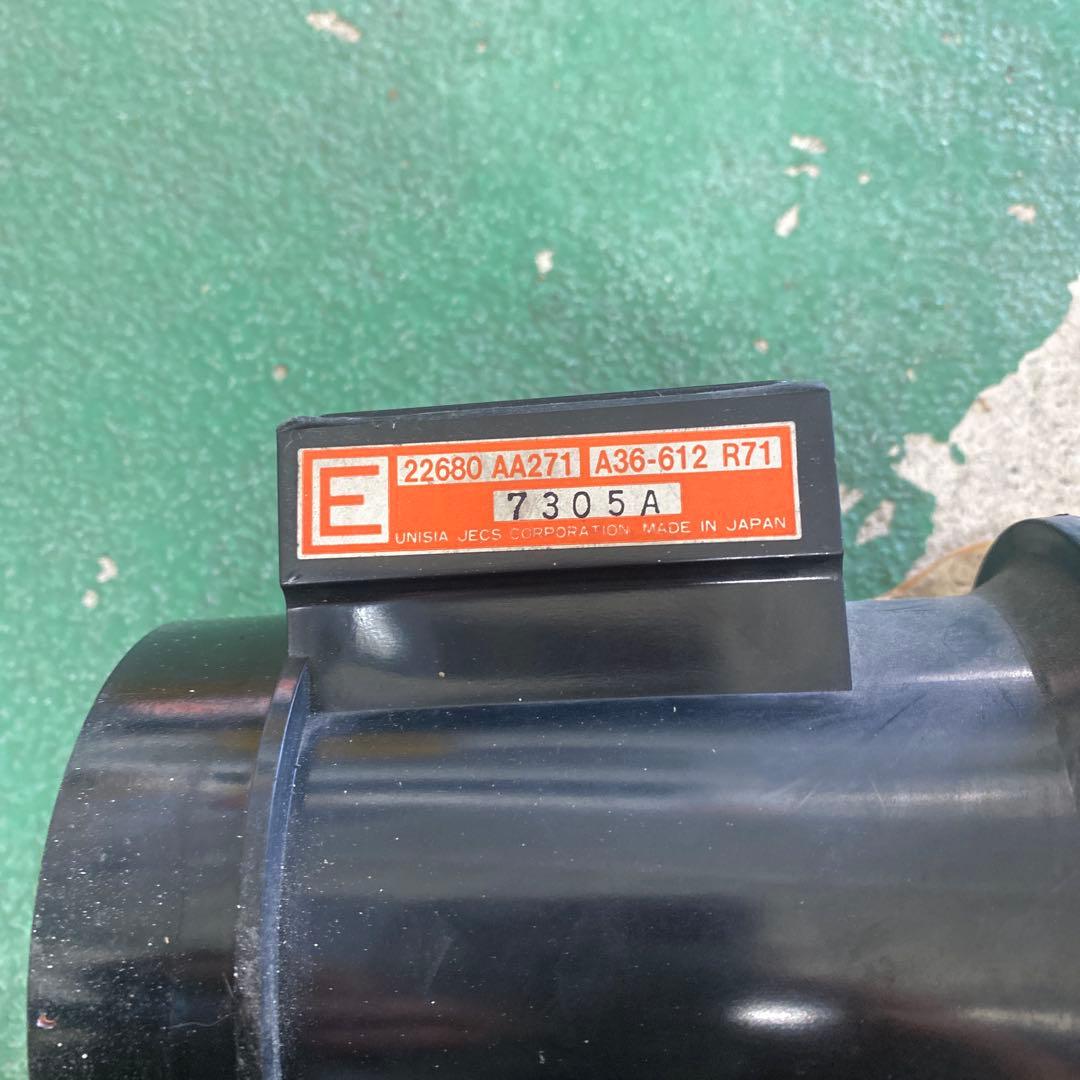 E
22680 AA271 A36-612 R71
7305A
UNISIA JECS CORPORATION MADE IN JAPAN